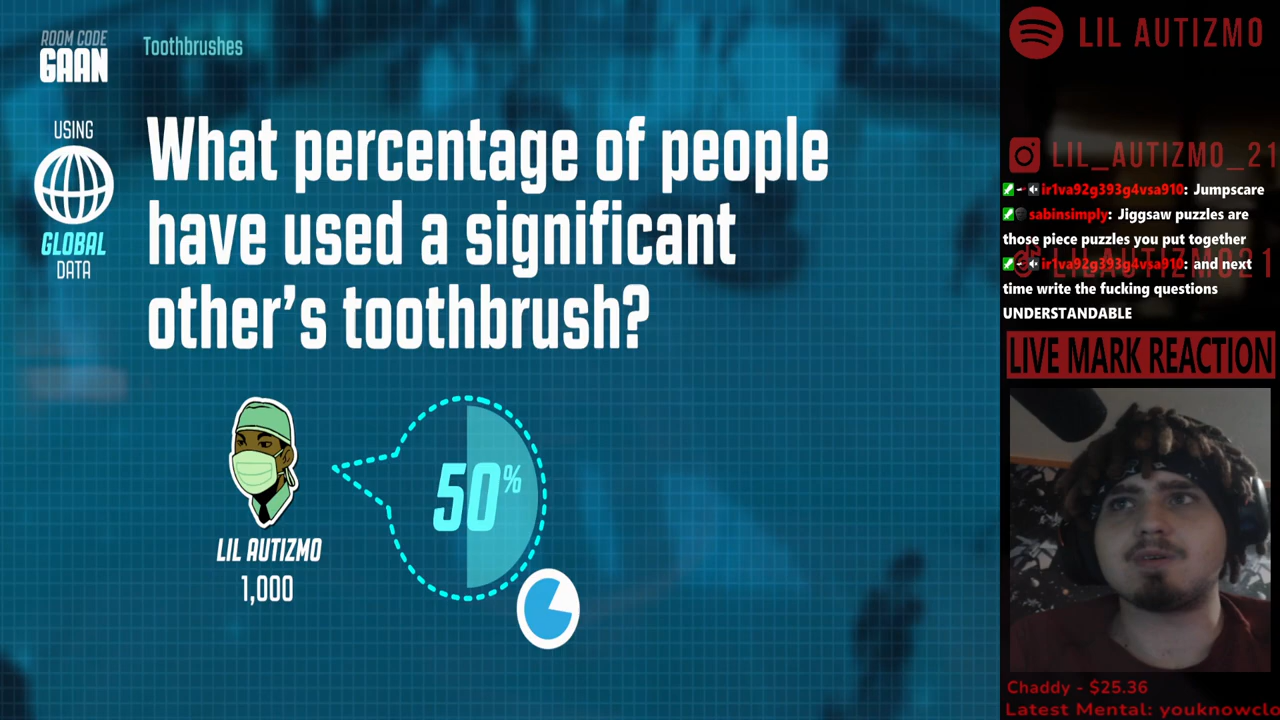 ROOM CODE
GAAN
Toothbrushes
USING
GLOBAL
DATA
What percentage of people
have used a significant
other's toothbrush?
50%
LIL AUTIZMO
1,000
LIL AUTIZMO
LIL_AUTIZMO_21
ir1va92g393g4vsa910: Jumpscare
sabinsimply: Jiggsaw puzzles are
those piece puzzles you put together
ir1va92g393g4vsa910: and next
time write the fucking questions
UNDERSTANDABLE
LIVE MARK REACTION
Chaddy - $25.36
Latest Mental: youknowclo